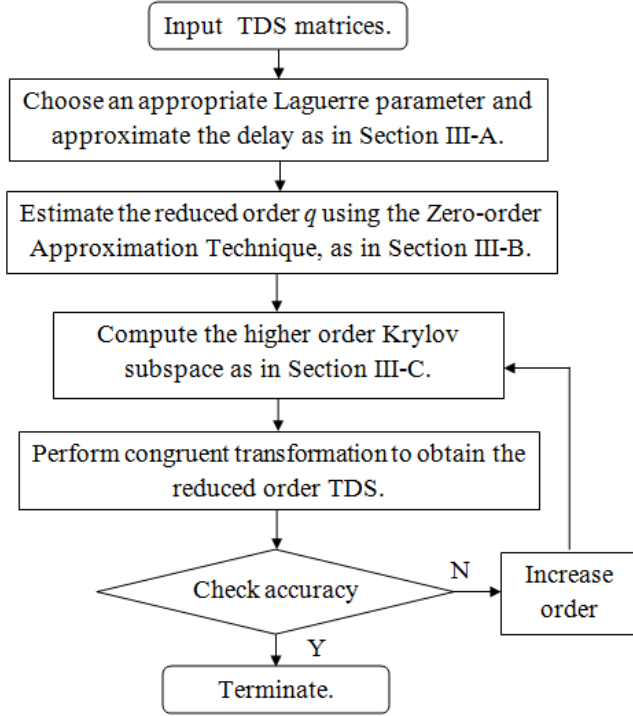 Input TDS matrices.
Choose an appropriate Laguerre parameter and
approximate the delay as in Section III-A.
Estimate the reduced order q using the Zero-order
Approximation Technique, as in Section III-B.
Compute the higher order Krylov
subspace as in Section III-C.
Perform congruent transformation to obtain the
reduced order TDS.
Check accuracy
N
Increase
order
Y
Terminate.